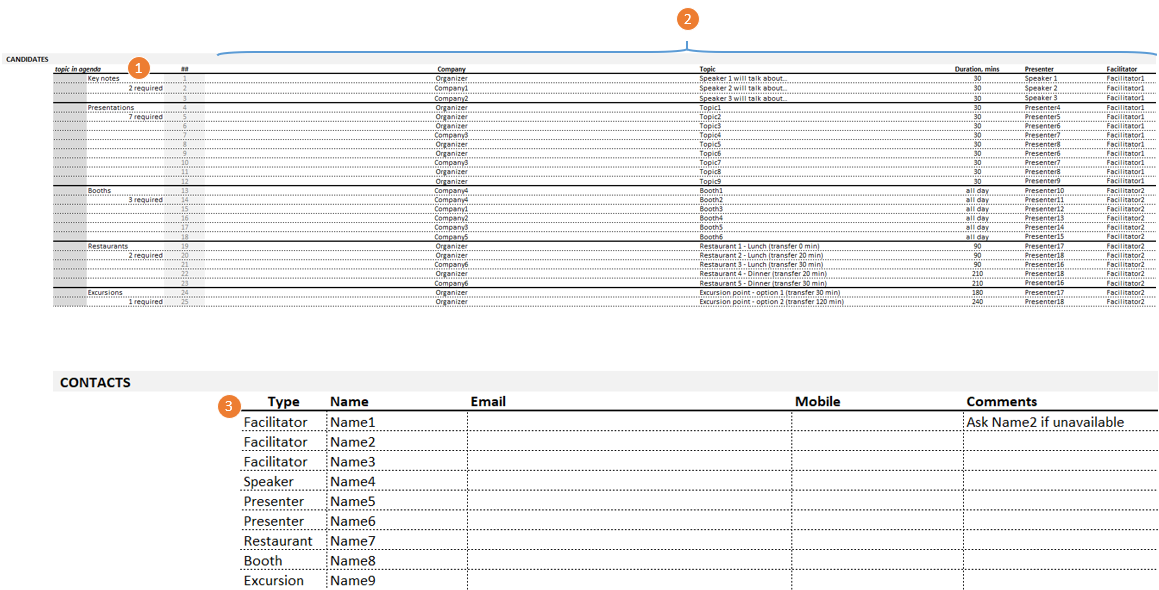 2
CANDIDATES
topic in agenda 1 ## Company Topic Duration, mins Presenter Facilitator
Key notes 1 Organizer Speaker 1 will talk about.. 30 Speaker 1 Facilitator1
2 required 2 Company1 Speaker 2 will talk about.. 30 Speaker 2 Facilitator1
3 Company2 Speaker 3 will talk about.. 30 Speaker 3 Facilitator1
Presentations 4 Organizer Topic1 30 Presenter4 Facilitator1
7 required 5 Organizer Topic2 30 Presenter5 Facilitator1
6 Organizer Topic3 30 Presenter6 Facilitator1
7 Company3 Topic4 30 Presenter7 Facilitator1
8 Organizer Topic5 30 Presenter8 Facilitator1
9 Organizer Topic6 30 Presenter6 Facilitator1
10 Company3 Topic7 30 Presenter7 Facilitator1
11 Organizer Topic8 30 Presenter8 Facilitator1
12 Organizer Topic9 30 Presenter9 Facilitator1
Booths 13 Company4 Booth1 all day Presenter10 Facilitator2
3 required 14 Company4 Booth2 all day Presenter11 Facilitator2
15 Company1 Booth3 all day Presenter12 Facilitator2
16 Company2 Booth4 all day Presenter13 Facilitator2
17 Company3 Booth5 all day Presenter14 Facilitator2
18 Company5 Booth6 all day Presenter15 Facilitator2
Restaurants 19 Organizer Restaurant 1 - Lunch (transfer 0 min) 90 Presenter17 Facilitator2
2 required 20 Organizer Restaurant 2 - Lunch (transfer 20 min) 90 Presenter18 Facilitator2
21 Company6 Restaurant 3 - Lunch (transfer 30 min) 90 Presenter16 Facilitator2
22 Organizer Restaurant 4 - Dinner (transfer 20 min) 210 Presenter18 Facilitator2
23 Company6 Restaurant 5 - Dinner (transfer 30 min) 210 Presenter16 Facilitator2
Excursions 24 Organizer Excursion point - option 1 (transfer 30 min) 180 Presenter17 Facilitator2
1 required 25 Organizer Excursion point - option 2 (transfer 120 min) 240 Presenter18 Facilitator2
CONTACTS
3 Type Name Email Mobile Comments
Facilitator Name1 Ask Name2 if unavailable
Facilitator Name2
Facilitator Name3
Speaker Name4
Presenter Name5
Presenter Name6
Restaurant Name7
Booth Name8
Excursion Name9